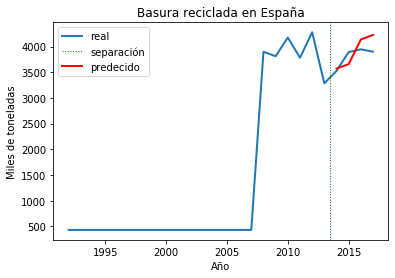 Basura reciclada en España
real
separación
predecido
Miles de toneladas
4000
3500
3000
2500
2000
1500
1000
500
1995
2000
2005
2010
2015
Año